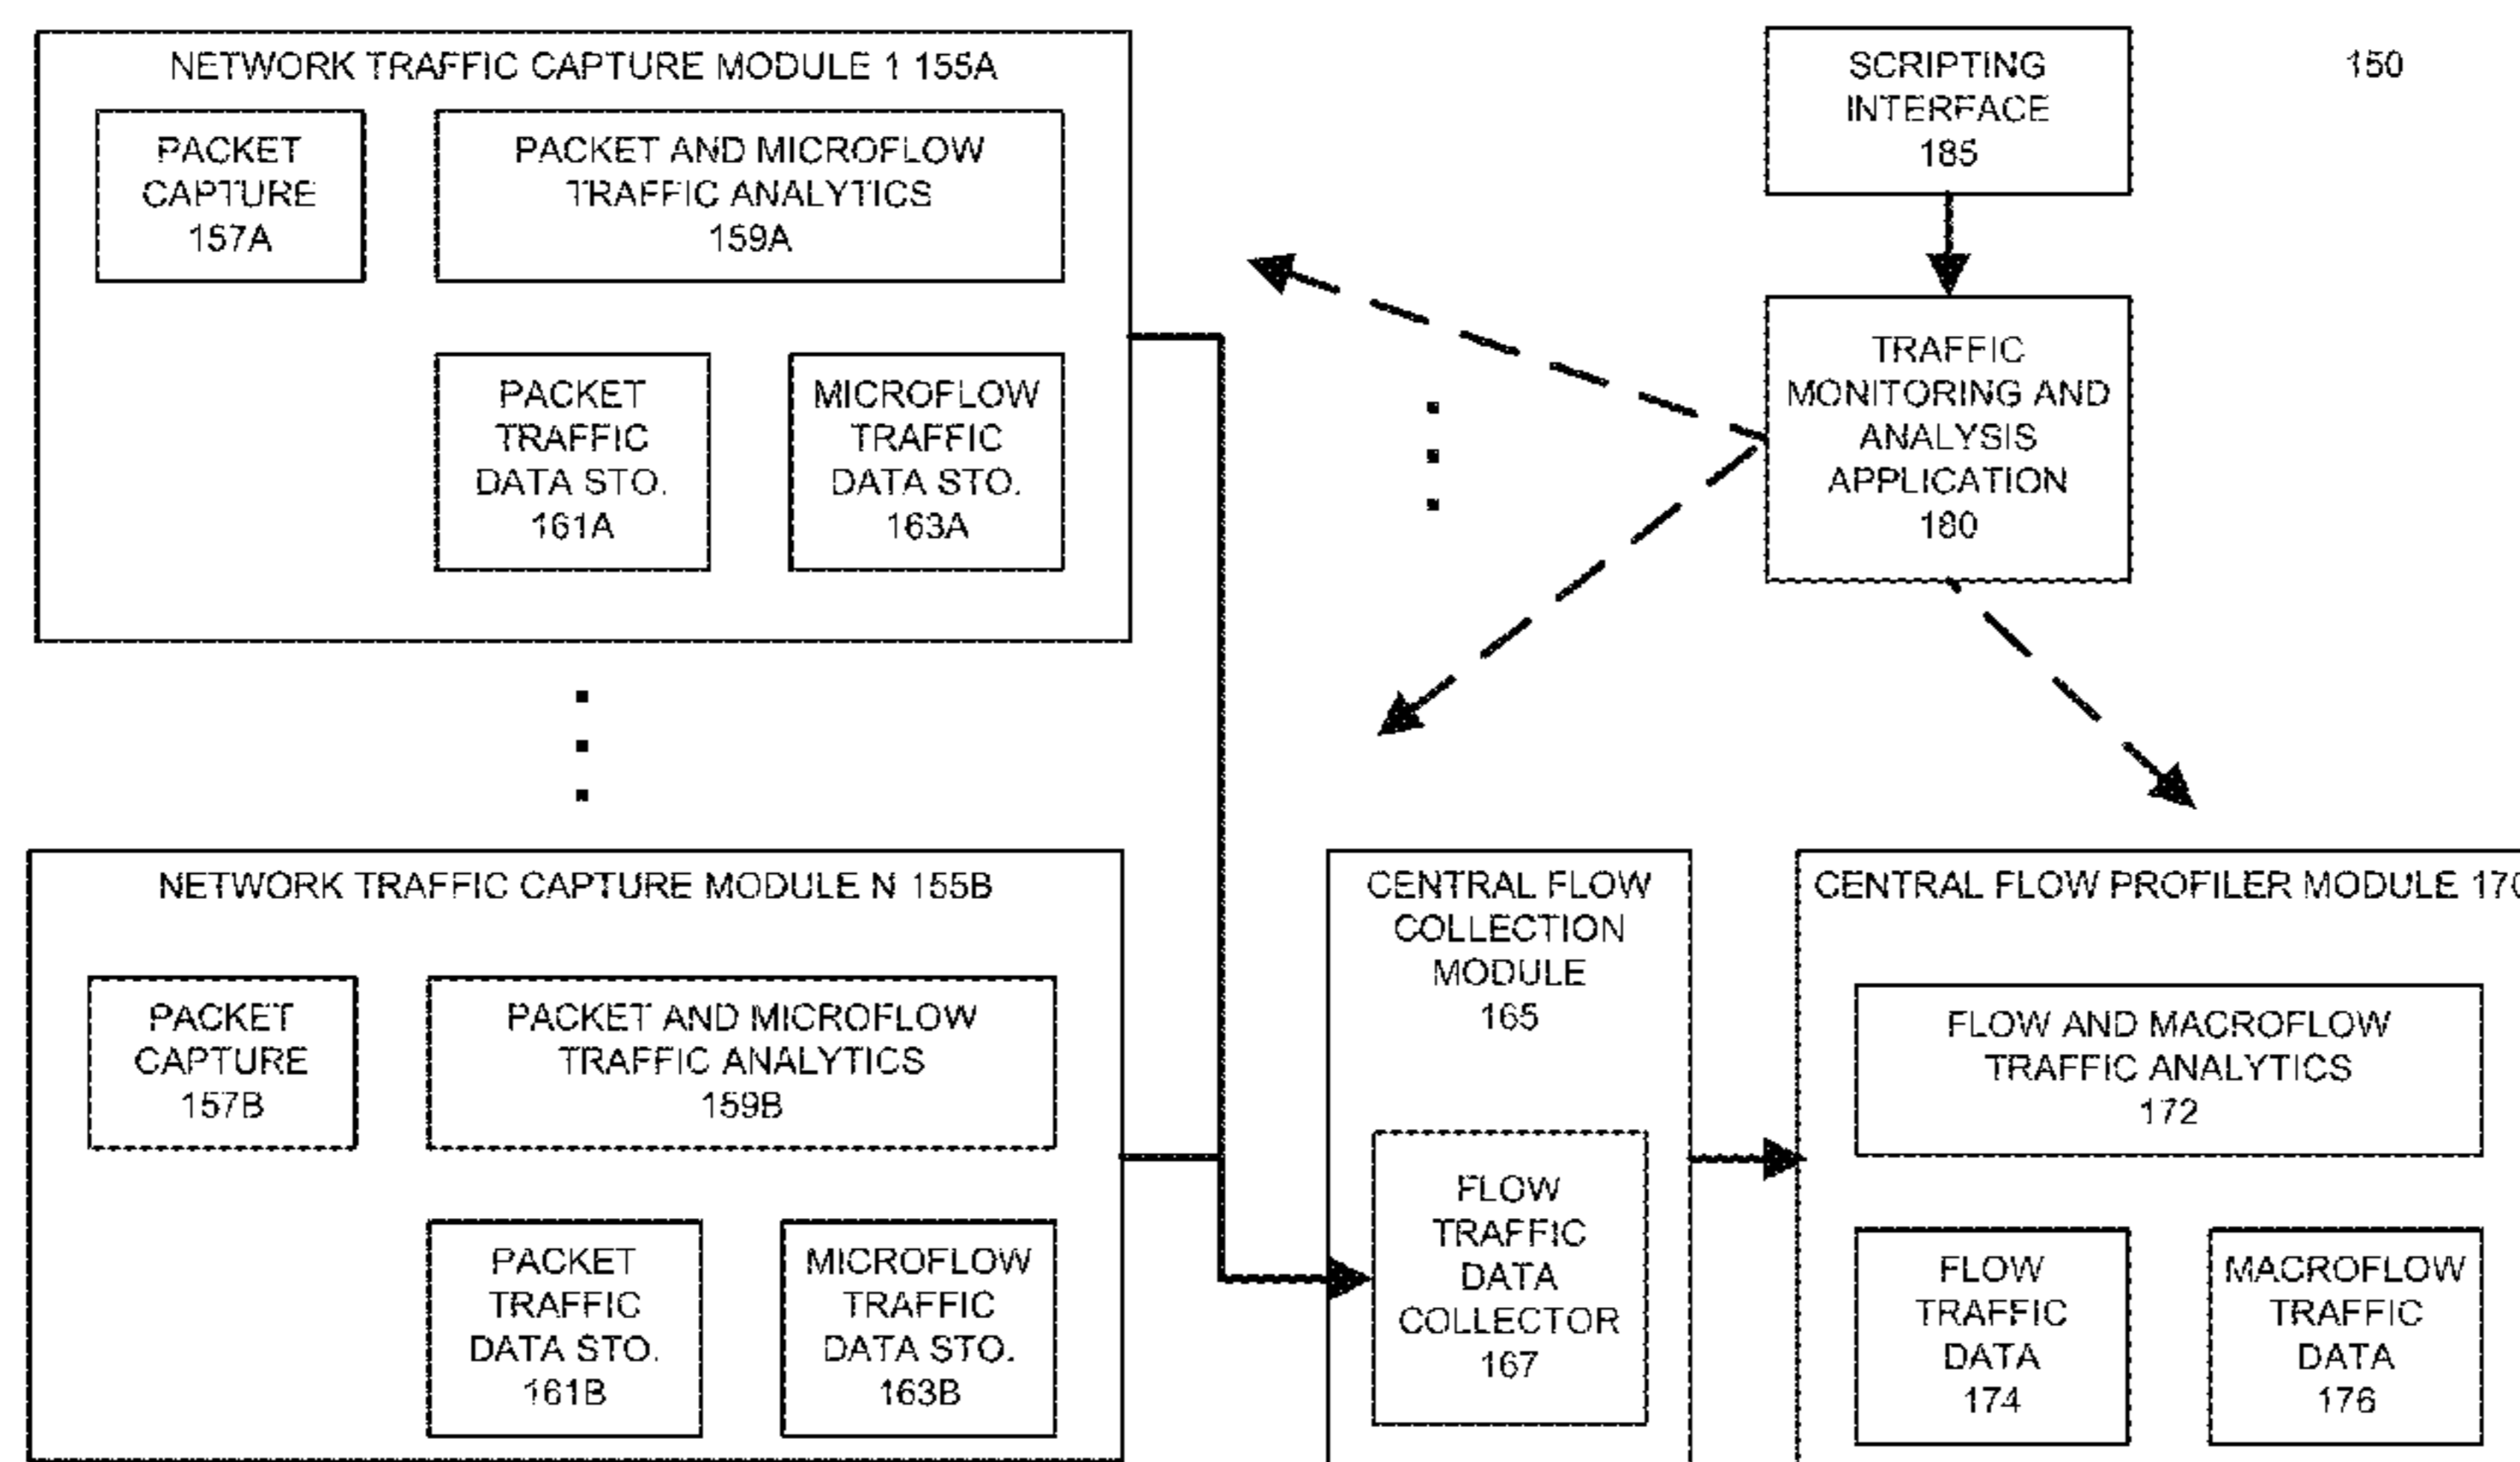 NETWORK TRAFFIC CAPTURE MODULE 1 155A
PACKET
CAPTURE
157A
PACKET AND MICROFLOW
TRAFFIC ANALYTICS
159A
PACKET
TRAFFIC
DATA STO.
161A
MICROFLOW
TRAFFIC
DATA STO.
163A
SCRIPTING
INTERFACE
185
150
TRAFFIC
MONITORING AND
ANALYSIS
APPLICATION
180
NETWORK TRAFFIC CAPTURE MODULE N 155B
PACKET
CAPTURE
157B
PACKET AND MICROFLOW
TRAFFIC ANALYTICS
159B
PACKET
TRAFFIC
DATA STO.
161B
MICROFLOW
TRAFFIC
DATA STO.
163B
CENTRAL FLOW
COLLECTION
MODULE
165
FLOW
TRAFFIC
DATA
COLLECTOR
167
CENTRAL FLOW PROFILER MODULE 170
FLOW AND MACROFLOW
TRAFFIC ANALYTICS
172
FLOW
TRAFFIC
DATA
174
MACROFLOW
TRAFFIC
DATA
176